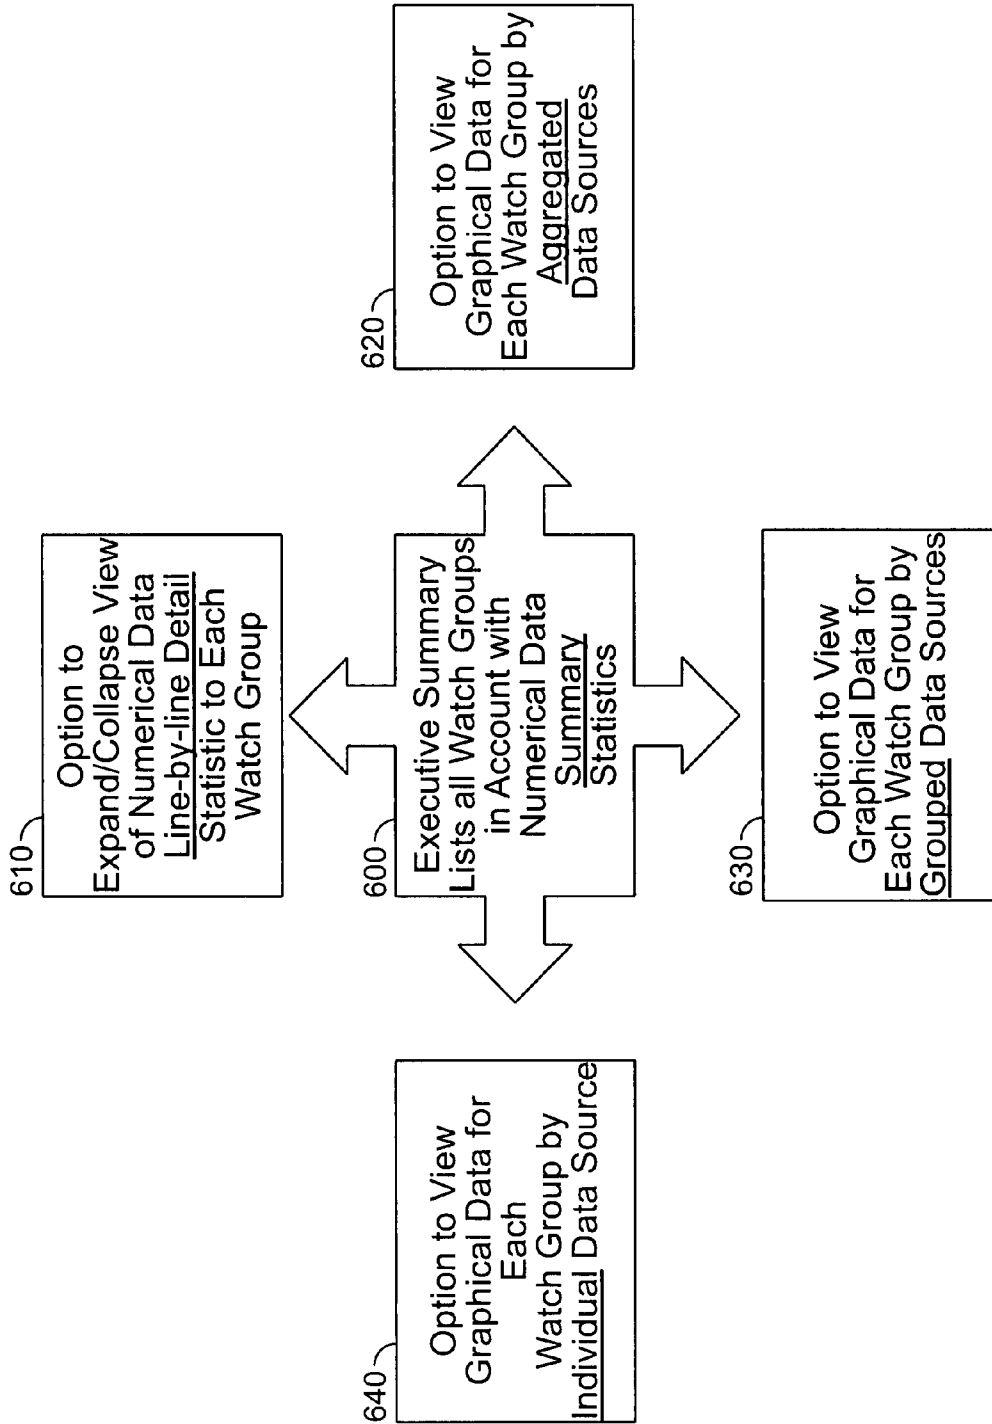 610
Option to
Expand/Collapse View
of Numerical Data
Line-by-line Detail
Statistic to Each
Watch Group
640
Option to View
Graphical Data for
Each
Watch Group by
Individual Data Source
600
Executive Summary
Lists all Watch Groups
in Account with
Numerical Data
Summary
Statistics
620
Option to View
Graphical Data for
Each Watch Group by
Aggregated
Data Sources
630
Option to View
Graphical Data for
Each Watch Group by
Grouped Data Sources